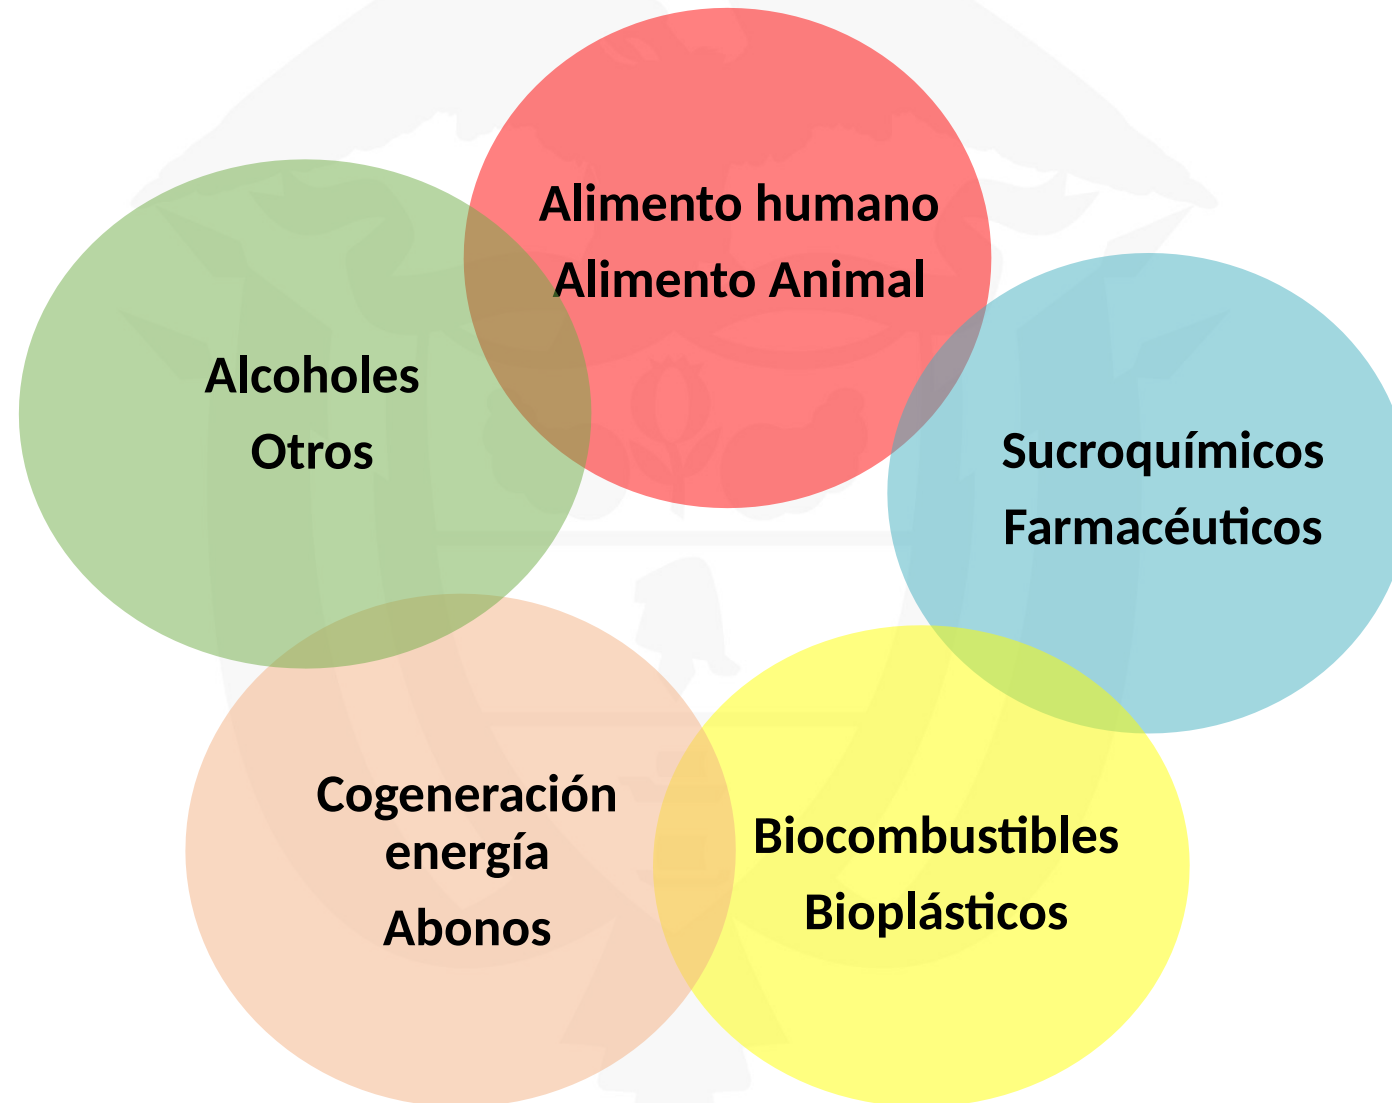 Alimento humano
Alimento Animal
Alcoholes
Otros
Sucroquímicos
Farmacéuticos
Cogeneración
energía
Abonos
Biocombustibles
Bioplásticos